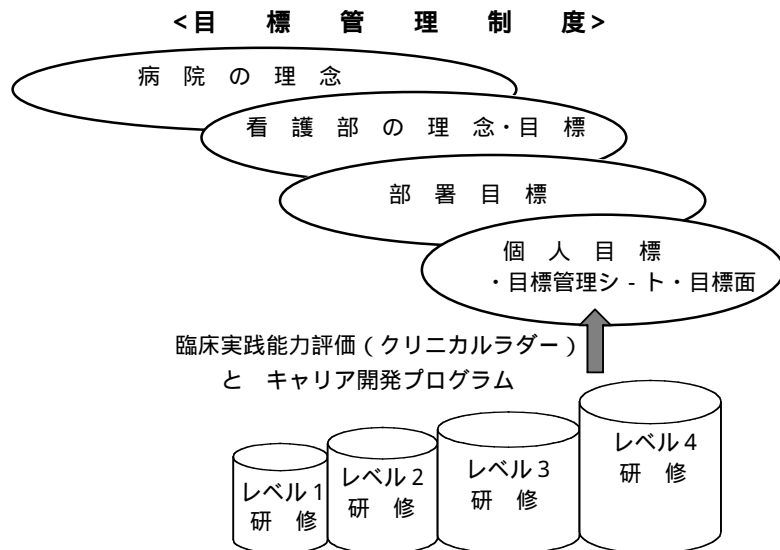 <目　標　管　理　制　度>
病　院　の　理　念
看　護　部　の　理　念・目　標
部　署　目　標
個　人　目　標
・目標管理シ‐ト・目標面
臨床実践能力評価（クリニカルラダー）
と　キャリア開発プログラム
レベル1
研　修
レベル2
研　修
レベル3
研　修
レベル4
研　修